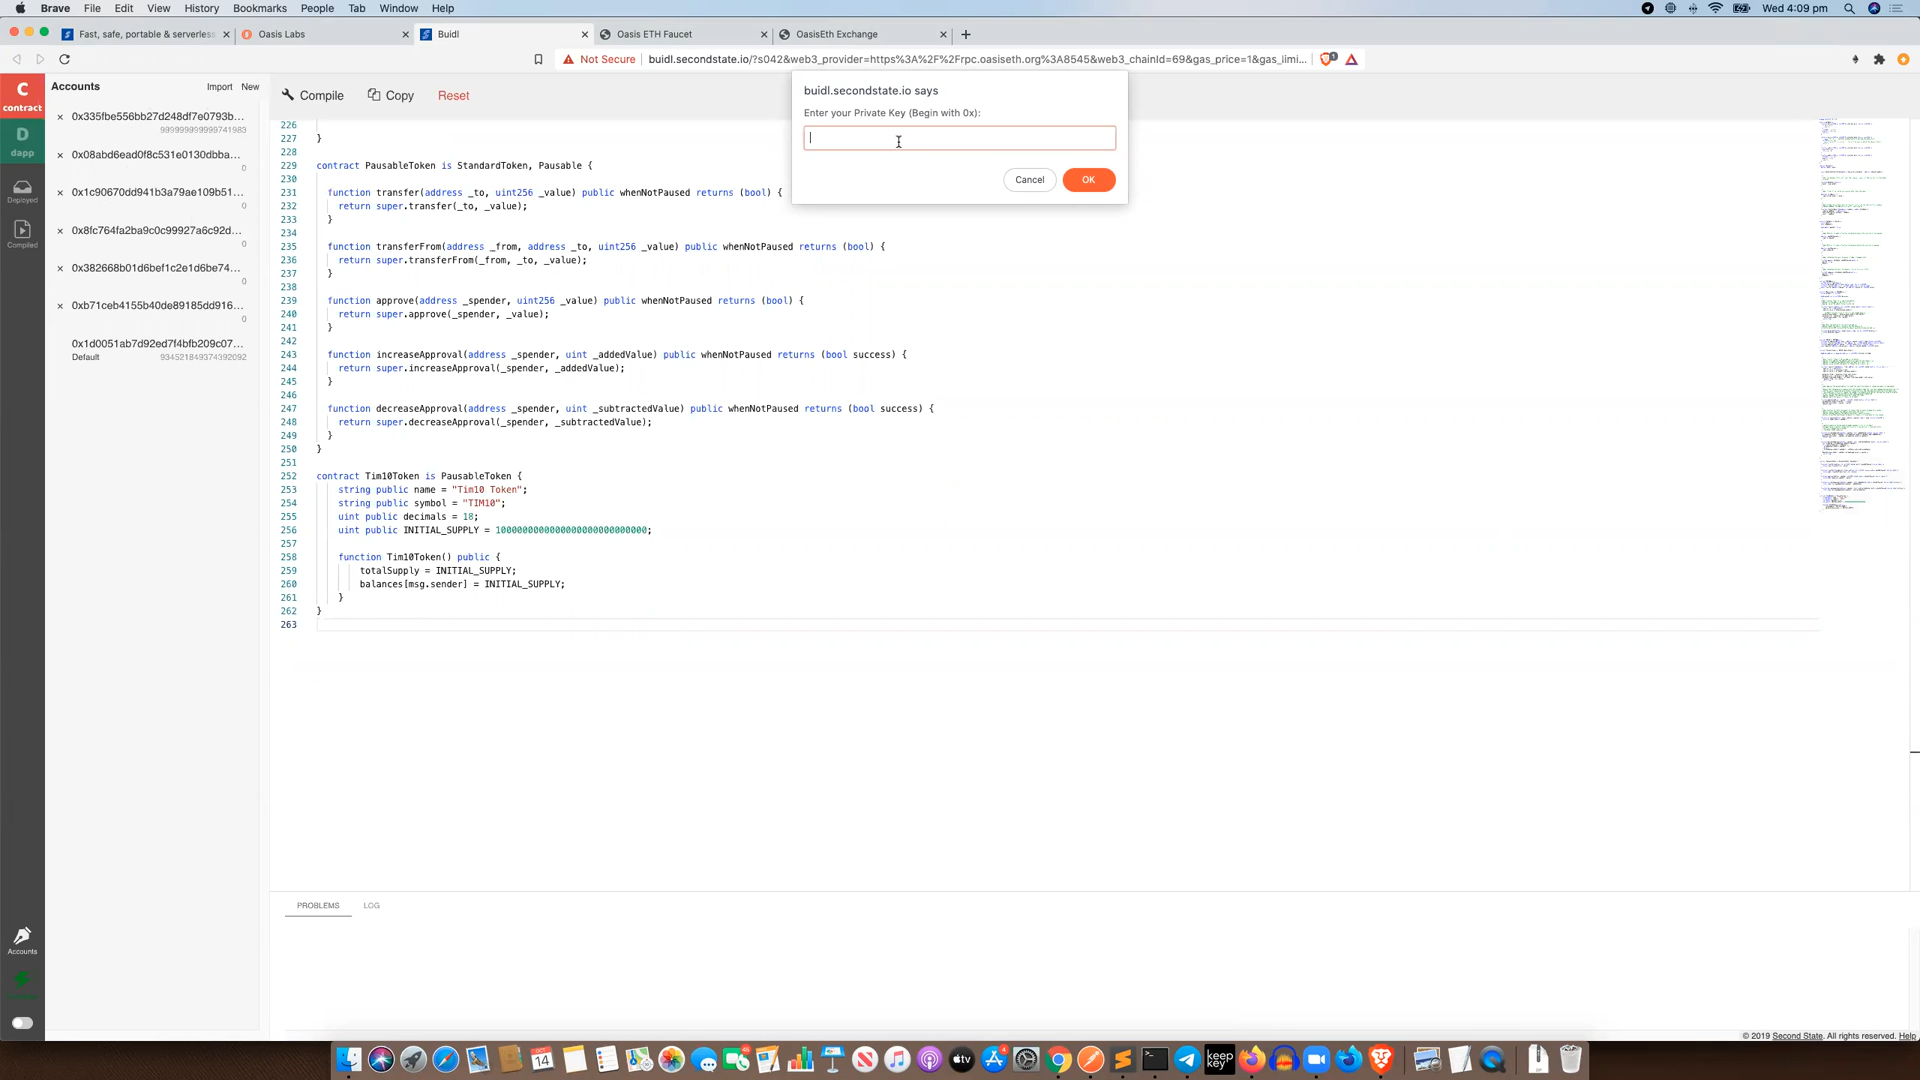 Brave File Edit View History Bookmarks People Tab Window Help Wed 4:09 pm
Fast, safe, portable & serverless Oasis Labs Buidl Oasis ETH Faucet OasisEth Exchange
Not Secure buidl.secondstate.io/?s042&web3_provider=https%3A%2F%2Frpc.oasiseth.org%3A8545&web3_chainId=69&gas_price=1&gas_limi...
C contract
D dapp
Deployed
Compiled
Accounts
Accounts Import New
0x335fbe556bb27d248df7e0793b...
999999999999741983
0x08abd6ead0f8c531e0130dbba...
0
0x1c90670dd941b3a79ae109b51...
0
0x8fc764fa2ba9c0c99927a6c92d...
0
0x382668b01d6bef1c2e1d6be74...
0
0xb71ceb4155b40de89185dd916...
0
0x1d0051ab7d92ed7f4bfb209c07...
Default 934521849374392092
Compile Copy Reset
buidl.secondstate.io says
Enter your Private Key (Begin with 0x):
Cancel OK
226
227 }
228
229 contract PausableToken is StandardToken, Pausable {
230
231 function transfer(address _to, uint256 _value) public whenNotPaused returns (bool) {
232 return super.transfer(_to, _value);
233 }
234
235 function transferFrom(address _from, address _to, uint256 _value) public whenNotPaused returns (bool) {
236 return super.transferFrom(_from, _to, _value);
237 }
238
239 function approve(address _spender, uint256 _value) public whenNotPaused returns (bool) {
240 return super.approve(_spender, _value);
241 }
242
243 function increaseApproval(address _spender, uint _addedValue) public whenNotPaused returns (bool success) {
244 return super.increaseApproval(_spender, _addedValue);
245 }
246
247 function decreaseApproval(address _spender, uint _subtractedValue) public whenNotPaused returns (bool success) {
248 return super.decreaseApproval(_spender, _subtractedValue);
249 }
250 }
251
252 contract Tim10Token is PausableToken {
253 string public name = "Tim10 Token";
254 string public symbol = "TIM10";
255 uint public decimals = 18;
256 uint public INITIAL_SUPPLY =
257
258 function Tim10Token() public {
259 totalSupply = INITIAL_SUPPLY;
260 balances[msg.sender] = INITIAL_SUPPLY;
261 }
262 }
263
PROBLEMS LOG
© 2019 Second State. All rights reserved. Help
OCT 14
keep key